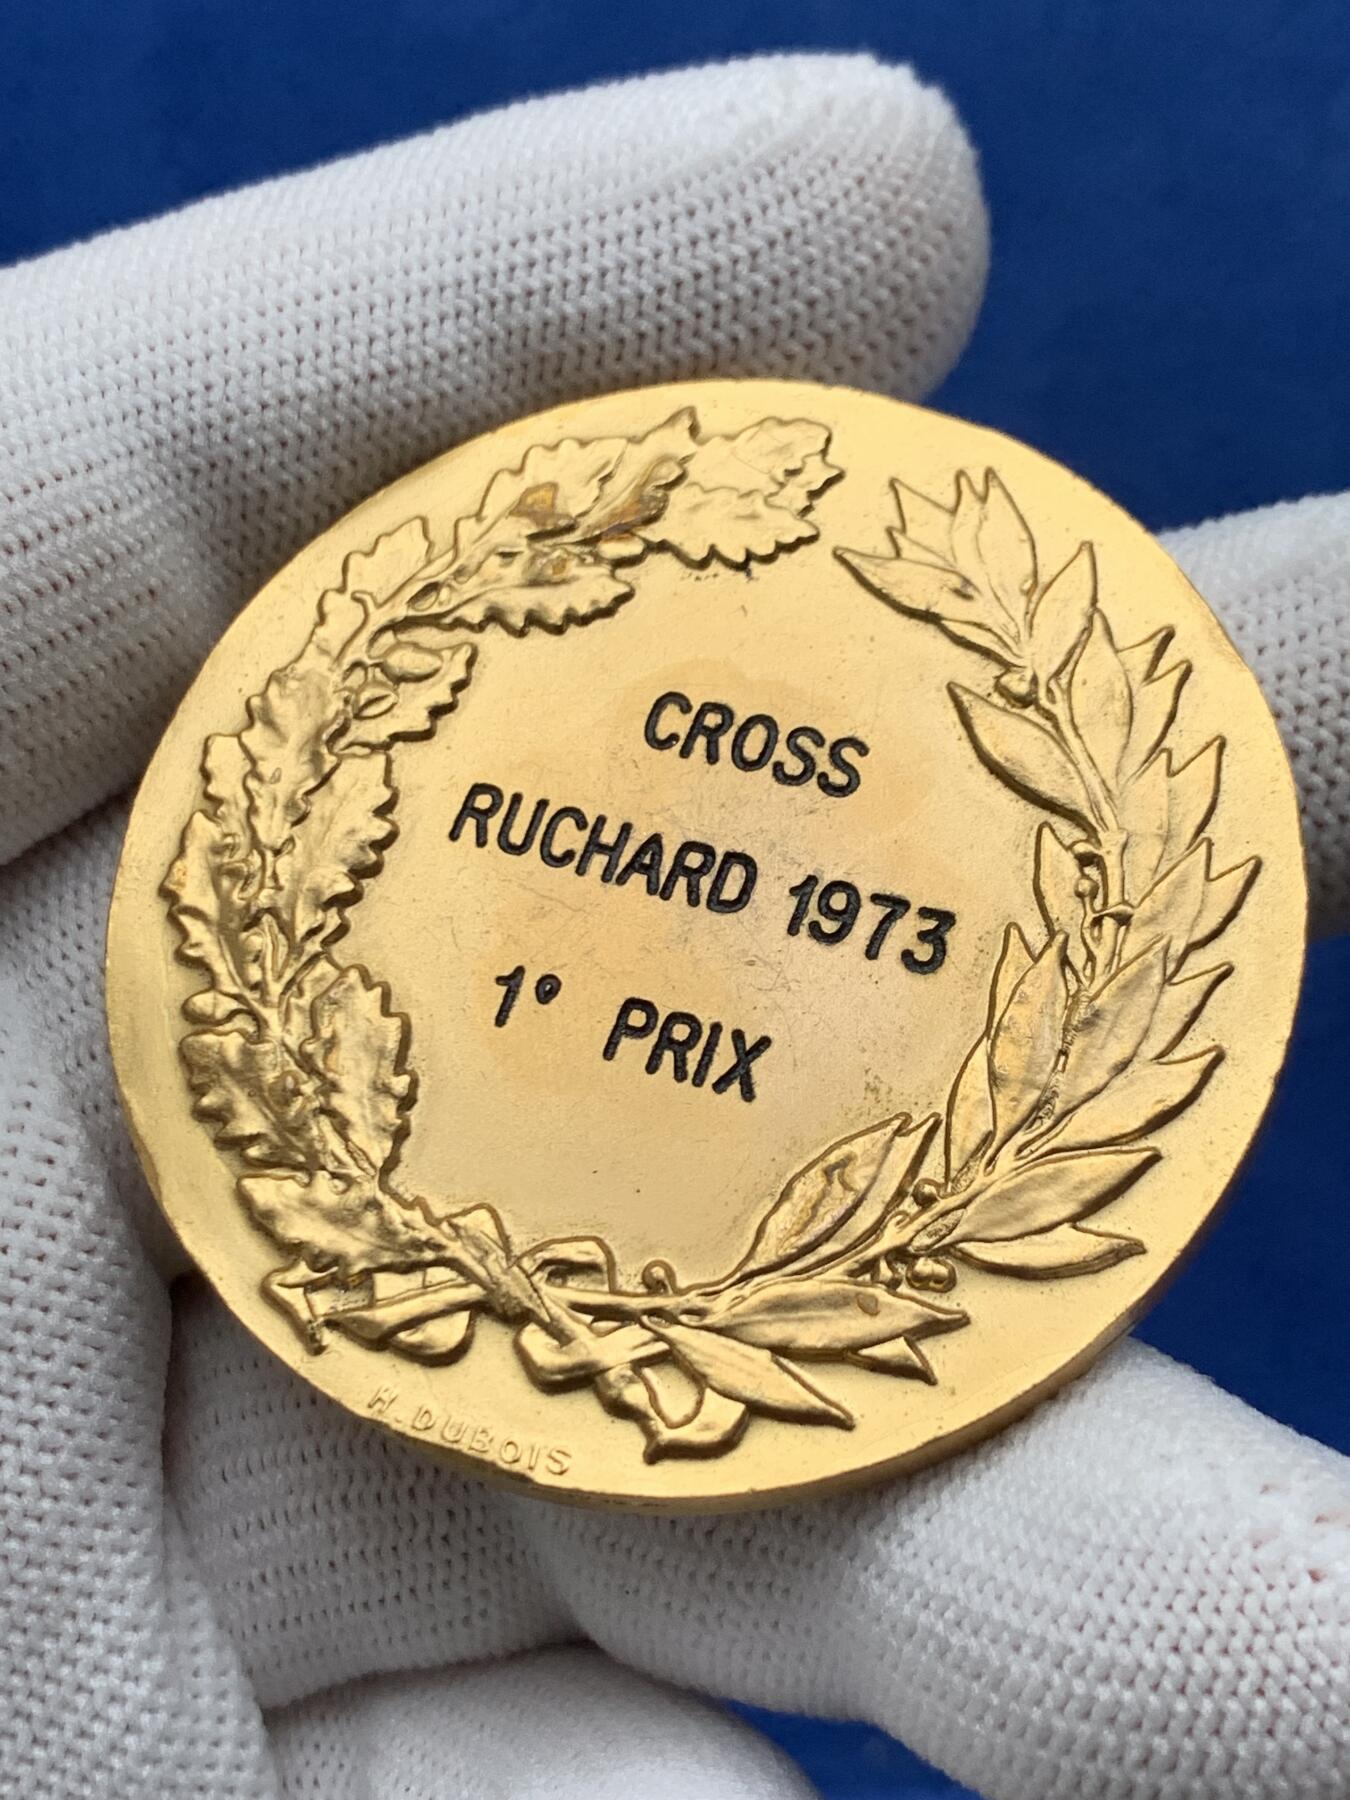 CROSS
RUCHARD 1973
1° PRIX
H. DUBOIS